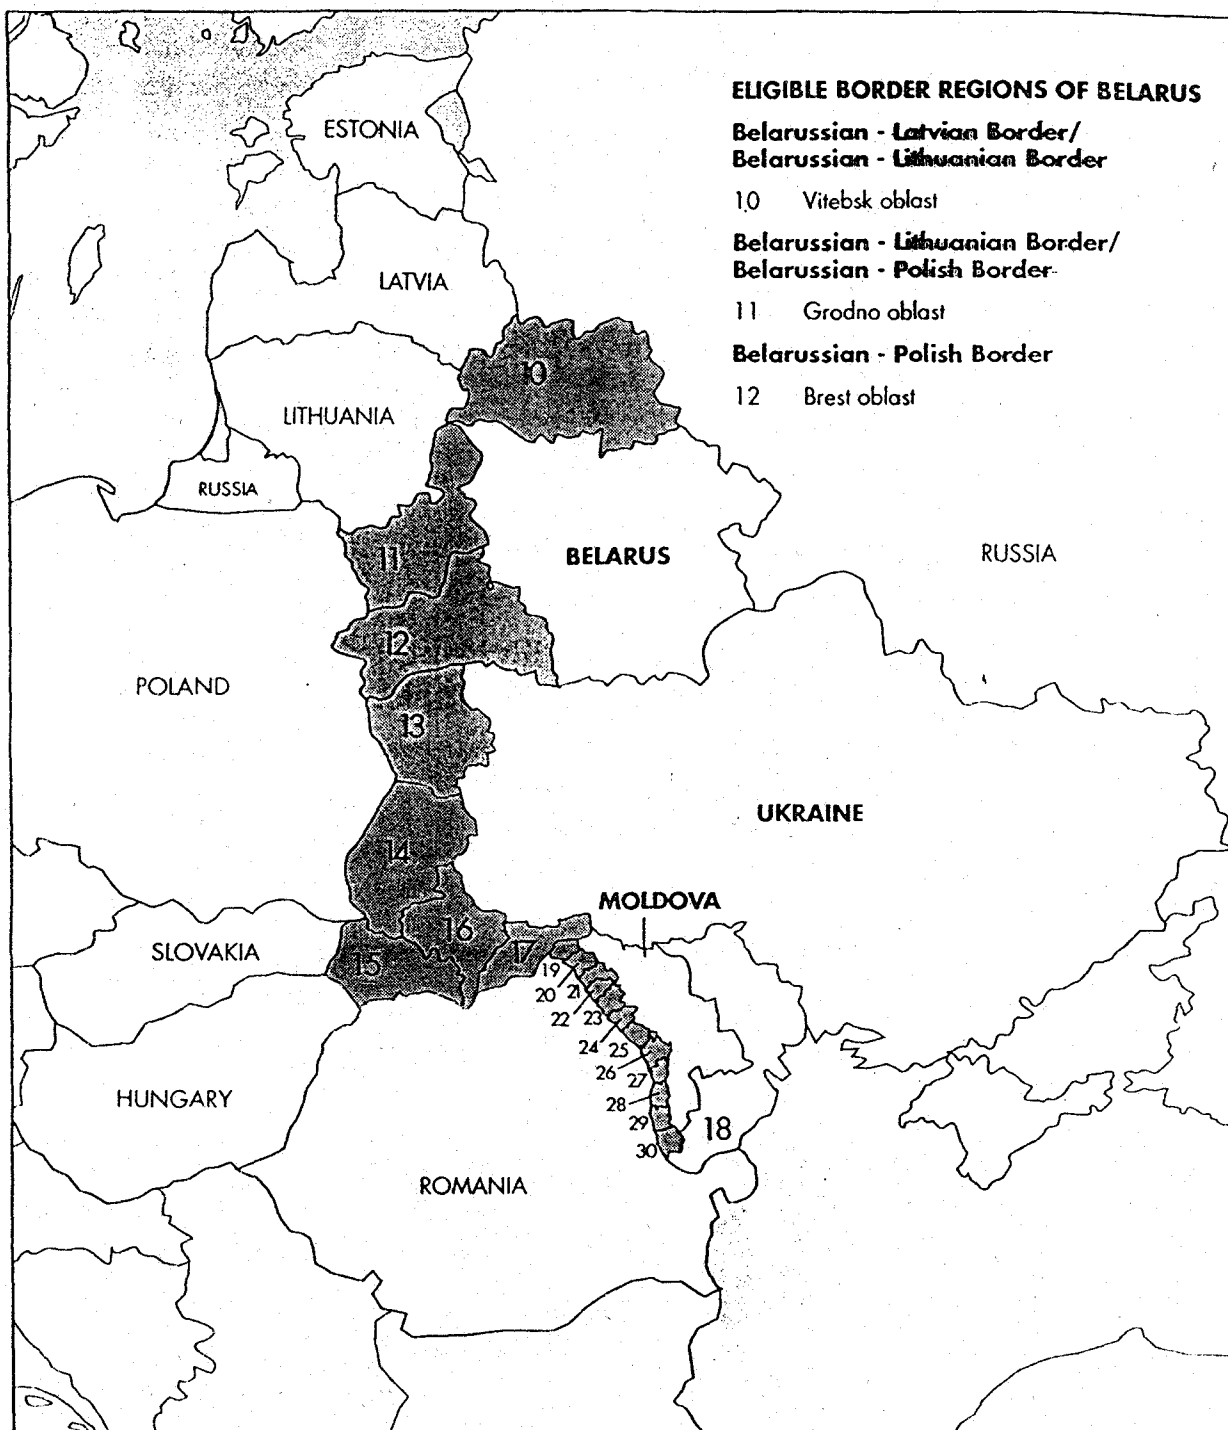 ELIGIBLE BORDER REGIONS OF BELARUS
Belarussian - Latvian Border/
Belarussian - Lithuanian Border
10 Vitebsk oblast
Belarussian - Lithuanian Border/
Belarussian - Polish Border
11 Grodno oblast
Belarussian - Polish Border
12 Brest oblast
ESTONIA
LATVIA
10
LITHUANIA
RUSSIA
11
BELARUS
RUSSIA
12
POLAND
13
UKRAINE
14
MOLDOVA
16
SLOVAKIA
17
15
19
20
21
22
23
24
25
26
27
HUNGARY
28
29
18
30
ROMANIA